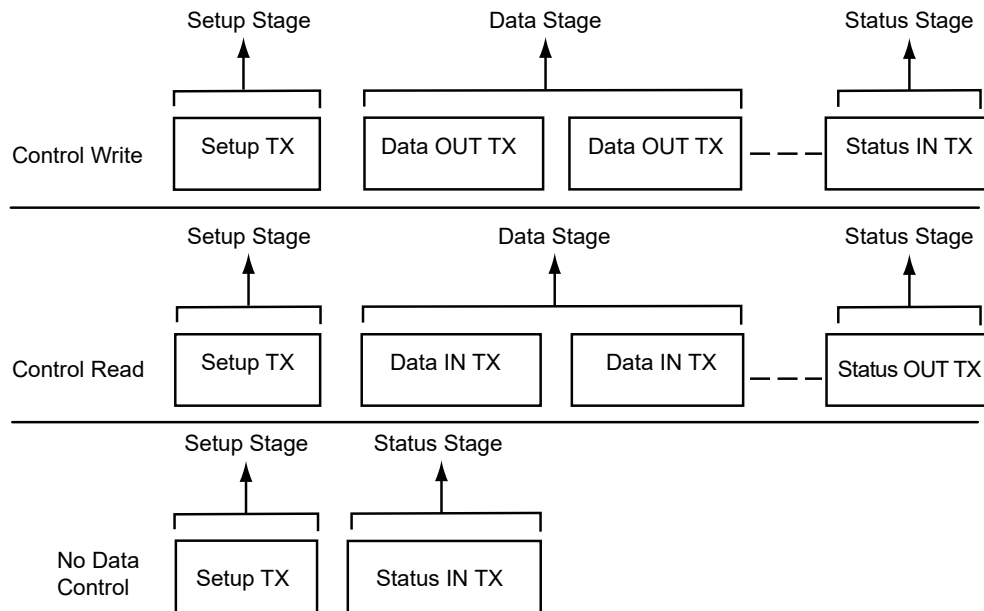 Setup Stage Data Stage Status Stage
Control Write Setup TX Data OUT TX Data OUT TX Status IN TX
Setup Stage Data Stage Status Stage
Control Read Setup TX Data IN TX Data IN TX Status OUT TX
Setup Stage Status Stage
No Data
Control Setup TX Status IN TX